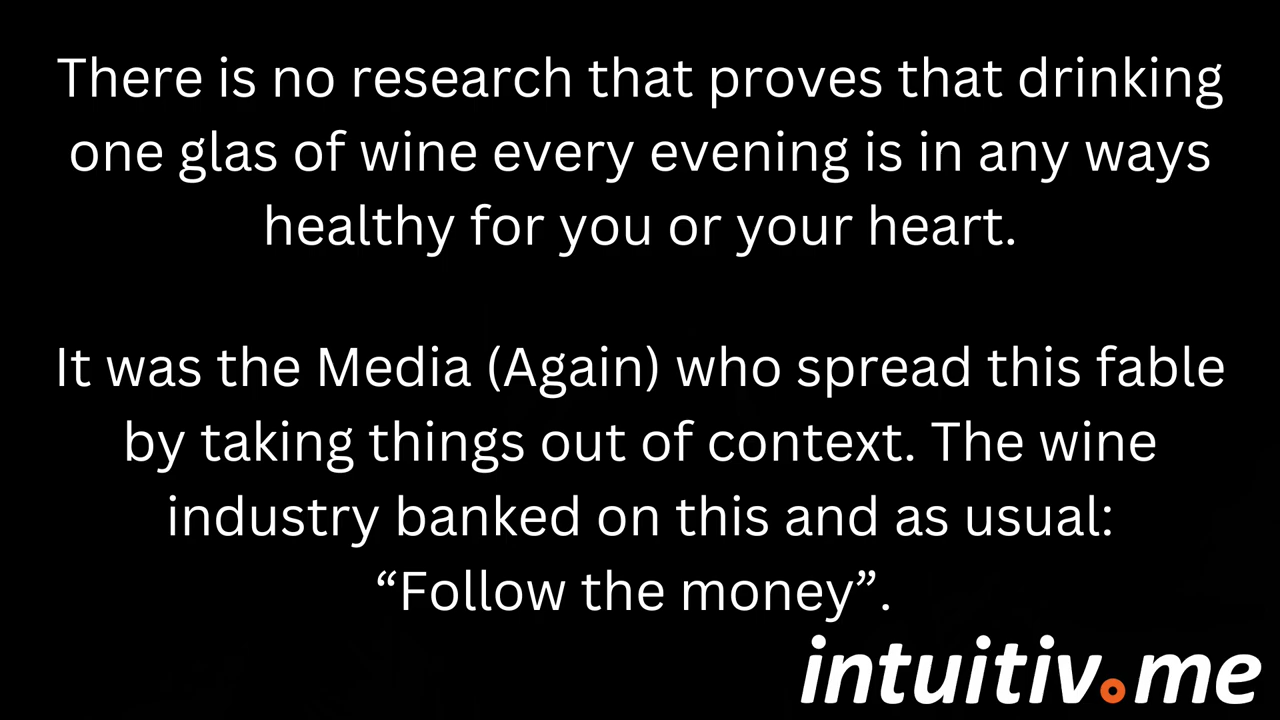 There is no research that proves that drinking
one glas of wine every evening is in any ways
healthy for you or your heart.
It was the Media (Again) who spread this fable
by taking things out of context. The wine
industry banked on this and as usual:
“Follow the money”.
intuitiv.me